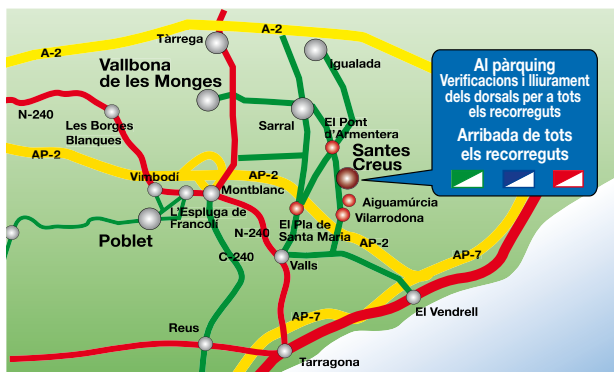 A-2
Tàrrega
A-2
Igualada
Vallbona
de les Monges
Al pàrquing
Verificacions i lliurament
dels dorsals per a tots
els recorreguts
Arribada de tots
els recorreguts
N-240
Les Borges
Blanques
Sarral
El Pont
d'Armentera
Santes
Creus
AP-2
Vimbodí
AP-2
Montblanc
Aiguamúrcia
Vilarrodona
L'Espluga de
Francolí
Poblet
N-240
El Pla de
Santa Maria
AP-2
C-240
Valls
AP-7
AP-7
El Vendrell
Reus
Tarragona